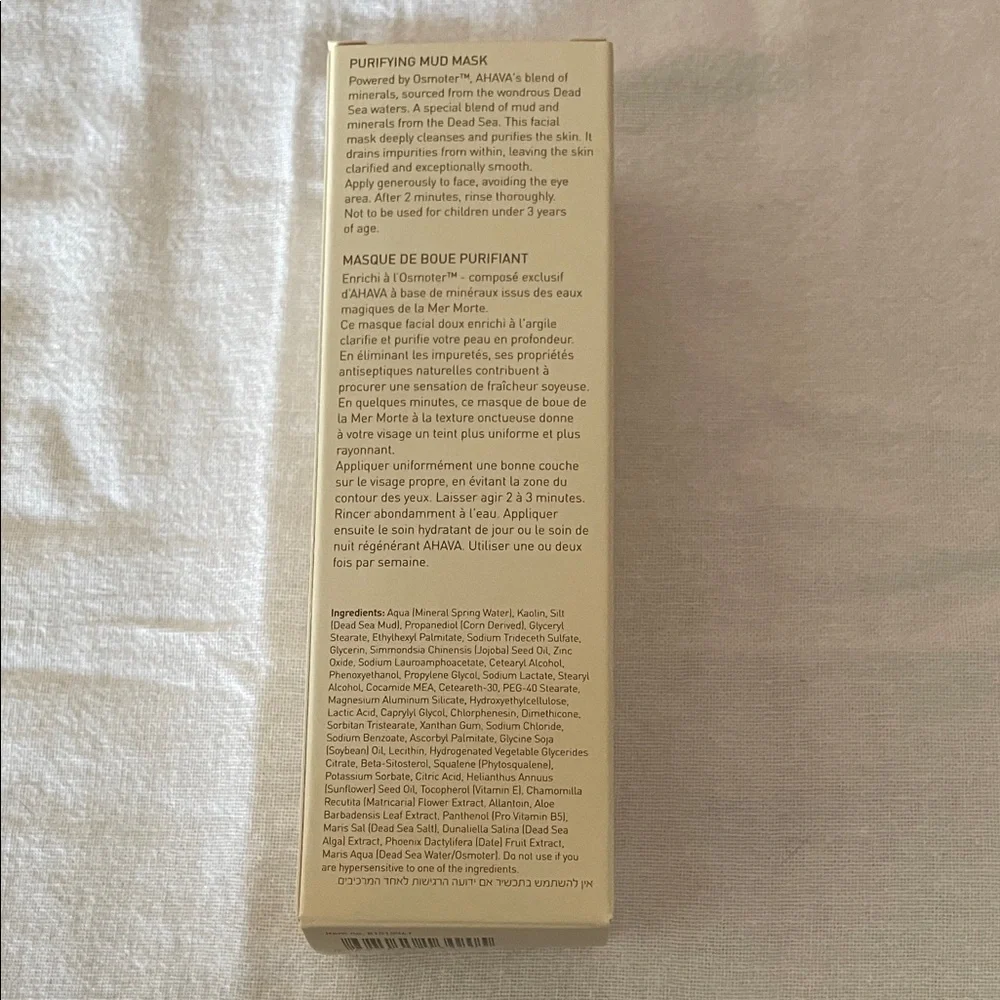 PURIFYING MUD MASK
Powered by Osmoter™, AHAVA's blend of
minerals, sourced from the wondrous Dead
Sea waters. A special blend of mud and
minerals from the Dead Sea. This facial
mask deeply cleanses and purifies the skin. It
drains impurities from within, leaving the skin
clarified and exceptionally smooth.
Apply generously to face, avoiding the eye
area. After 2 minutes, rinse thoroughly.
Not to be used for children under 3 years
of age.
MASQUE DE BOUE PURIFIANT
Enrichi à l'Osmoter™ - composé exclusif
d'AHAVA à base de minéraux issus des eaux
magiques de la Mer Morte.
Ce masque facial doux enrichi à l'argile
clarifie et purifie votre peau en profondeur.
En éliminant les impuretés, ses propriétés
antiseptiques naturelles contribuent à
procurer une sensation de fraîcheur soyeuse.
En quelques minutes, ce masque de boue de
la Mer Morte à la texture onctueuse donne
à votre visage un teint plus uniforme et plus
rayonnant.
Appliquer uniformément une bonne couche
sur le visage propre, en évitant la zone du
contour des yeux. Laisser agir 2 à 3 minutes.
Rincer abondamment à l'eau. Appliquer
ensuite le soin hydratant de jour ou le soin de
nuit régénérant AHAVA. Utiliser une ou deux
fois par semaine.
Ingredients: Aqua (Mineral Spring Water), Kaolin, Silt
(Dead Sea Mud), Propanediol (Corn Derived), Glyceryl
Stearate, Ethylhexyl Palmitate, Sodium Trideceth Sulfate,
Glycerin, Simmondsia Chinensis (Jojoba) Seed Oil, Zinc
Oxide, Sodium Lauroamphoacetate, Cetearyl Alcohol,
Phenoxyethanol, Propylene Glycol, Sodium Lactate, Stearyl
Alcohol, Cocamide MEA, Ceteareth-30, PEG-40 Stearate,
Magnesium Aluminum Silicate, Hydroxyethylcellulose,
Lactic Acid, Caprylyl Glycol, Chlorphenesin, Dimethicone,
Sorbitan Tristearate, Xanthan Gum, Sodium Chloride,
Sodium Benzoate, Ascorbyl Palmitate, Glycine Soja
(Soybean) Oil, Lecithin, Hydrogenated Vegetable Glycerides
Citrate, Beta-Sitosterol, Squalene (Phytosqualene),
Potassium Sorbate, Citric Acid, Helianthus Annuus
(Sunflower) Seed Oil, Tocopherol (Vitamin E), Chamomilla
Recutita (Matricaria) Flower Extract, Allantoin, Aloe
Barbadensis Leaf Extract, Panthenol (Pro Vitamin B5),
Maris Sal (Dead Sea Salt), Dunaliella Salina (Dead Sea
Alga) Extract, Phoenix Dactylifera (Date) Fruit Extract,
Maris Aqua (Dead Sea Water/Osmoter). Do not use if you
are hypersensitive to one of the ingredients.
אין להשתמש בתכשיר אם ידועה הרגישות לאחד המרכיבים
Item no.